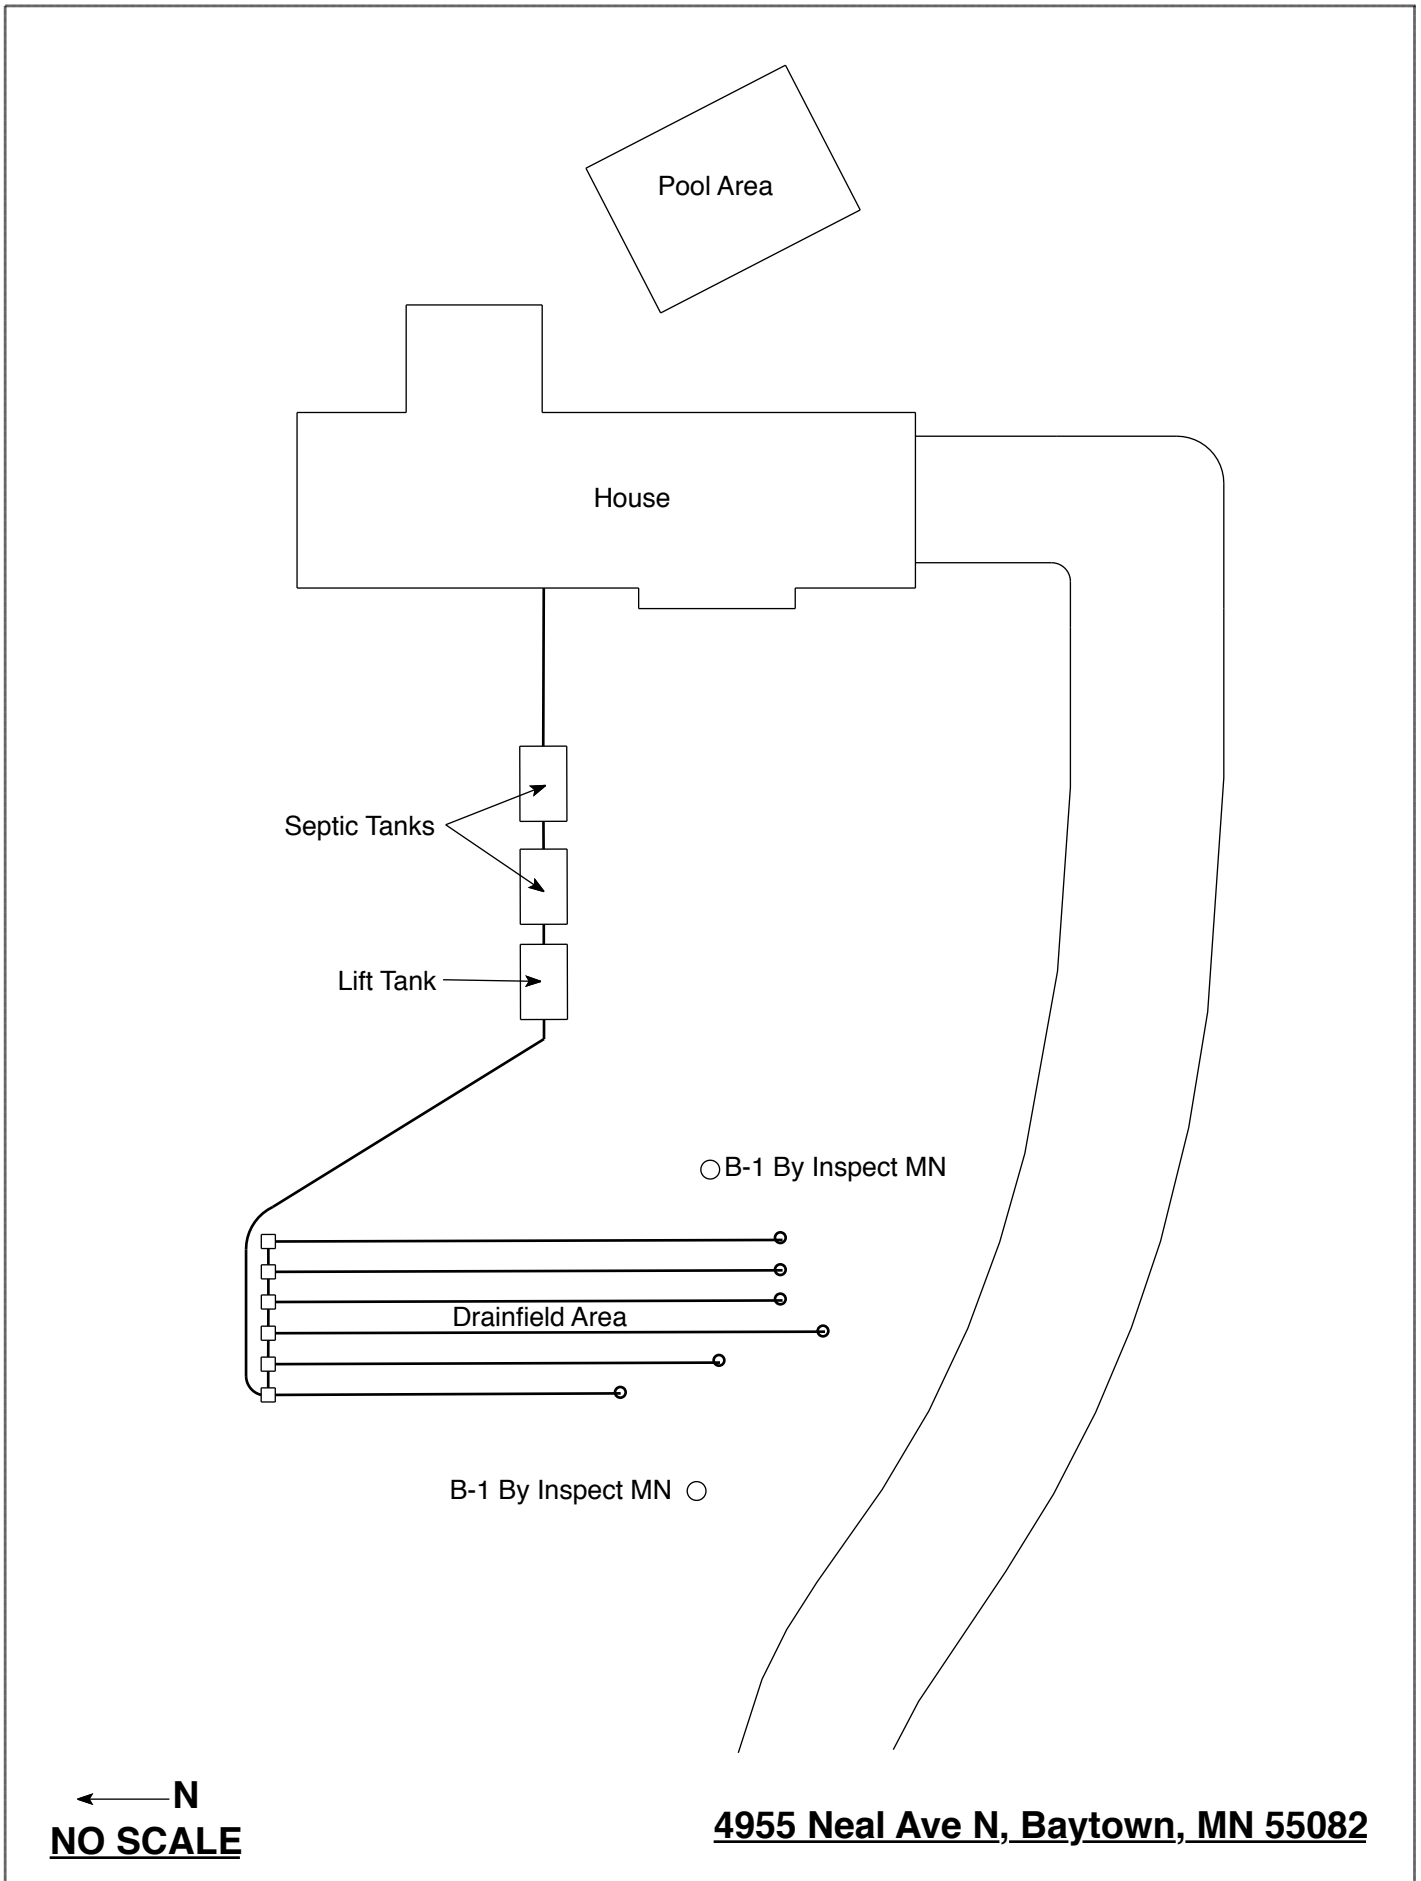 Pool Area
House
Septic Tanks
Lift Tank
B-1 By Inspect MN
Drainfield Area
B-1 By Inspect MN
N
NO SCALE
4955 Neal Ave N, Baytown, MN 55082